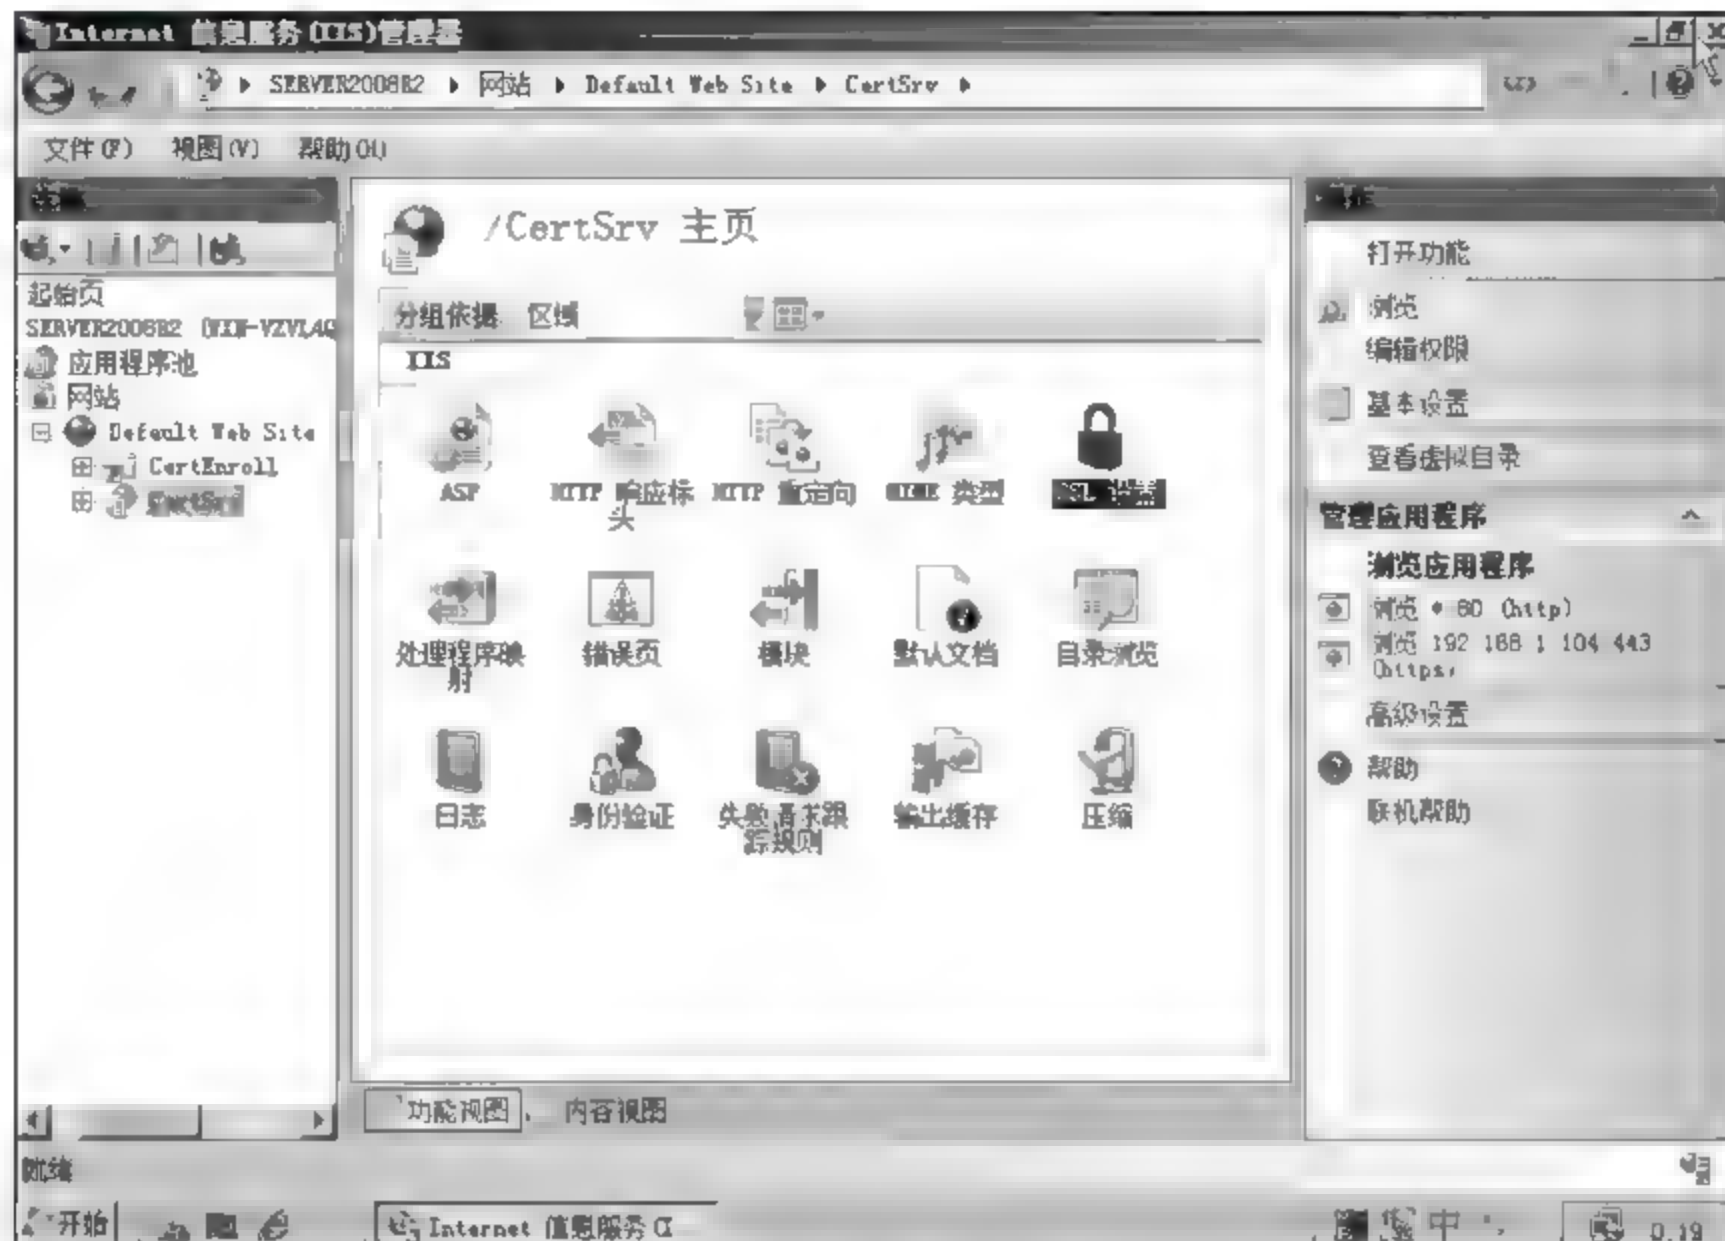 Internet 信息服务(IIS)管理器
SERVER2008R2 网站 Default Web Site CertSrv
文件(F) 视图(V) 帮助(H)
起始页
SERVER2008R2
应用程序池
网站
Default Web Site
CertEnroll
CertSrv
/CertSrv 主页
分组依据 区域
IIS
ASP
HTTP 响应标
头
HTTP 重定向
MIME 类型
SSL 设置
处理程序映
射
错误页
模块
默认文档
目录浏览
日志
身份验证
失败请求跟
踪规则
输出缓存
压缩
功能视图
内容视图
打开功能
浏览
编辑权限
基本设置
查看虚拟目录
管理应用程序
浏览应用程序
浏览 * 80 (http)
浏览 192 168 1 104 443
(https)
高级设置
帮助
联机帮助
就绪
开始
Internet 信息服务 (I
中
0:19